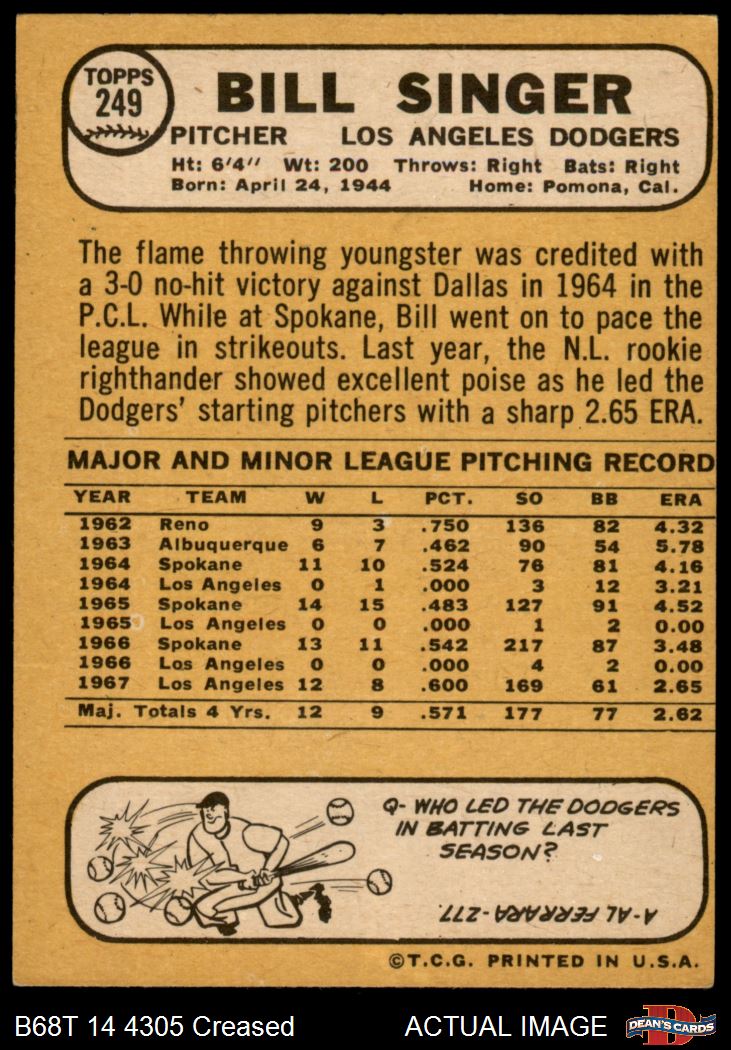 TOPPS
249
BILL SINGER
PITCHER LOS ANGELES DODGERS
Ht: 6'4" Wt: 200 Throws: Right Bats: Right
Born: April 24, 1944 Home: Pomona, Cal.
The flame throwing youngster was credited with
a 3-0 no-hit victory against Dallas in 1964 in the
P.C.L. While at Spokane, Bill went on to pace the
league in strikeouts. Last year, the N.L. rookie
righthander showed excellent poise as he led the
Dodgers' starting pitchers with a sharp 2.65 ERA.
MAJOR AND MINOR LEAGUE PITCHING RECORD
YEAR TEAM W L PCT. SO BB ERA
1962 Reno 9 3 .750 136 82 4.32
1963 Albuquerque 6 7 .462 90 54 5.78
1964 Spokane 11 10 .524 76 81 4.16
1964 Los Angeles 0 1 .000 3 12 3.21
1965 Spokane 14 15 .483 127 91 4.52
1965 Los Angeles 0 0 .000 1 2 0.00
1966 Spokane 13 11 .542 217 87 3.48
1966 Los Angeles 0 0 .000 4 2 0.00
1967 Los Angeles 12 8 .600 169 61 2.65
Maj. Totals 4 Yrs. 12 9 .571 177 77 2.62
Q- WHO LED THE DODGERS
IN BATTING LAST
SEASON?
A- AL FERRARA- 277
©T.C.G. PRINTED IN U.S.A.
B68T 14 4305 Creased ACTUAL IMAGE
DEAN'S CARDS